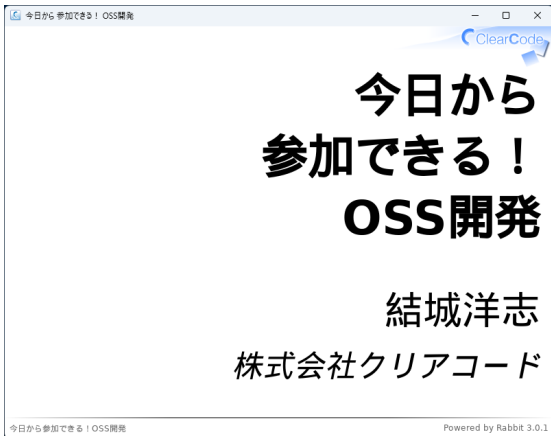 今日から 参加できる！ OSS開発
ClearCode
今日から
参加できる！
OSS開発
結城洋志
株式会社クリアコード
今日から参加できる！OSS開発
Powered by Rabbit 3.0.1